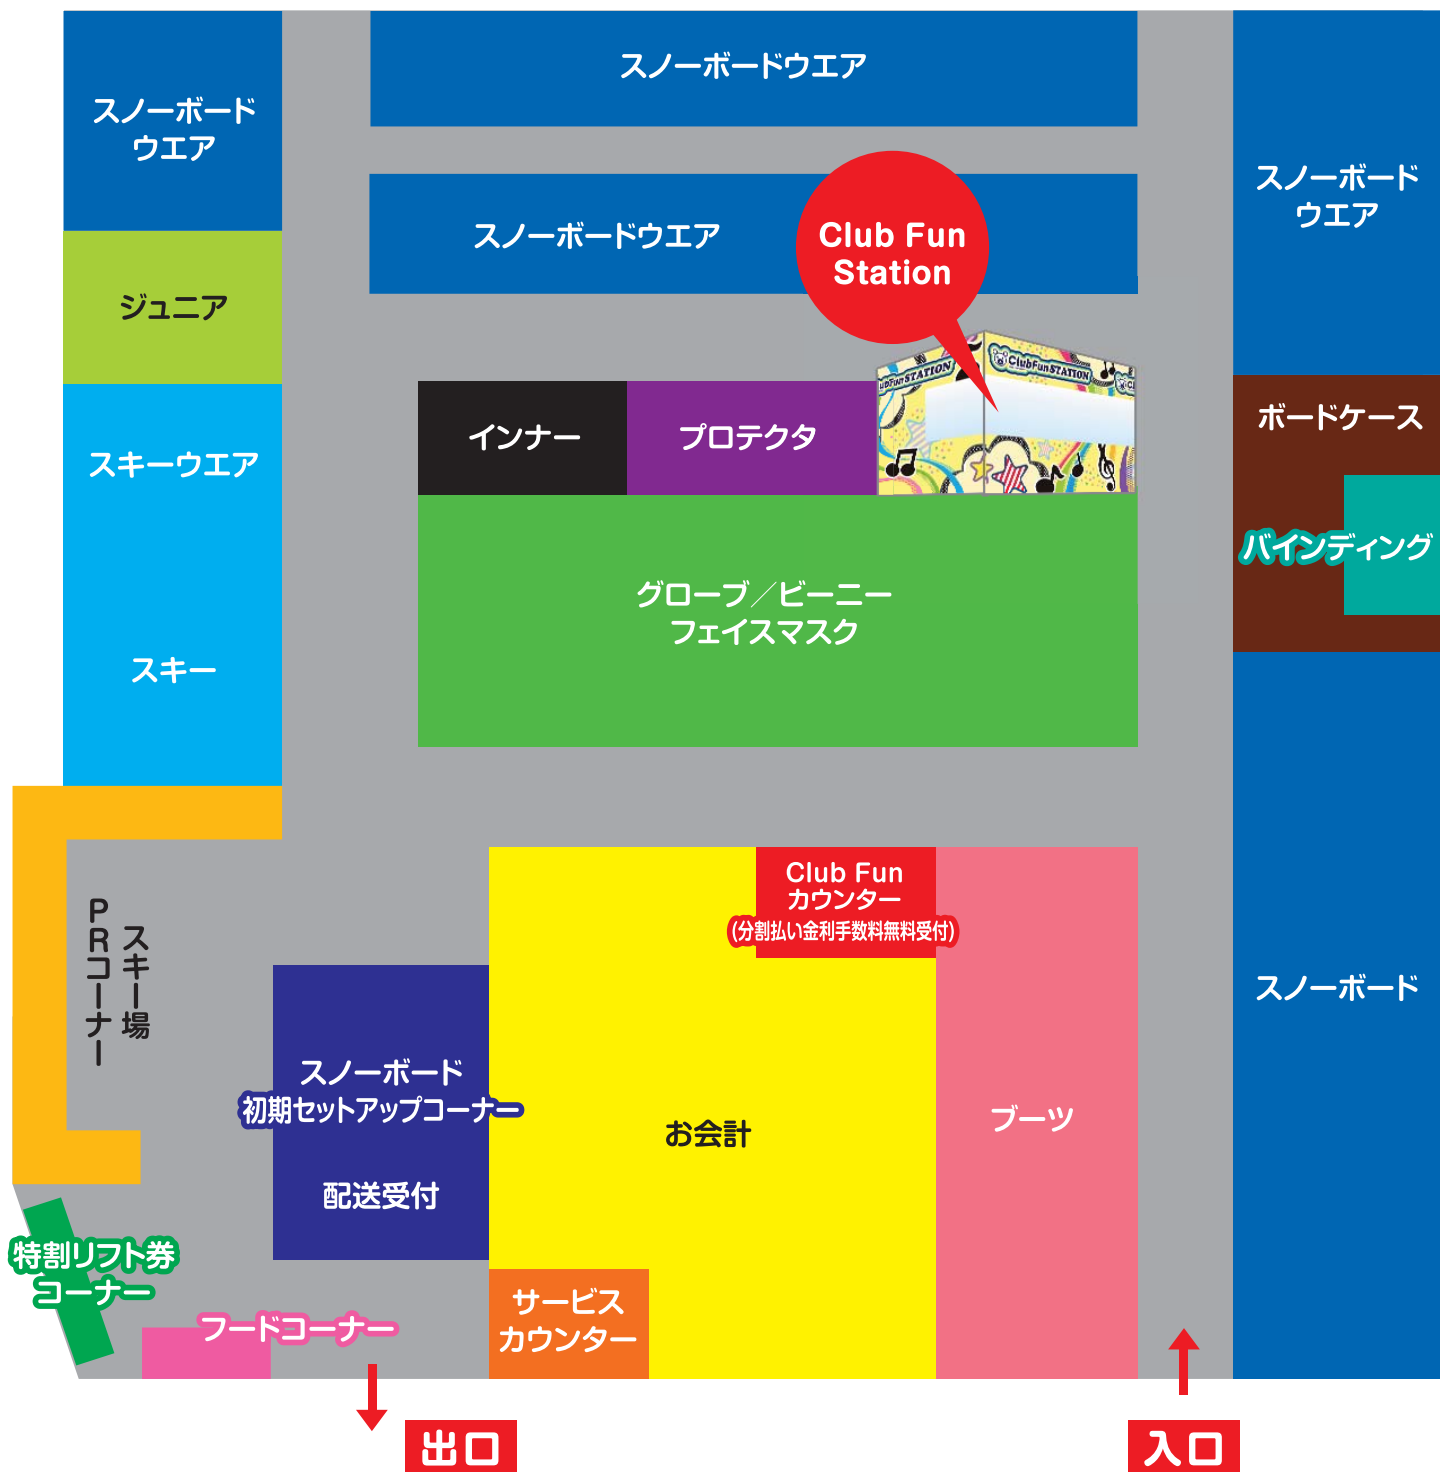 スノーボード
ウエア
スノーボードウエア
スノーボードウエア
Club Fun
Station
スノーボード
ウエア
ジュニア
インナー
プロテクタ
ClubFunSTATION
ClubFunSTATION
ボードケース
スキーウエア
バインディング
グローブ／ビーニー
フェイスマスク
スキー
Club Fun
カウンター
(分割払い金利手数料無料受付)
スキー場
PRコーナー
スノーボード
スノーボード
初期セットアップコーナー
お会計
ブーツ
配送受付
特割リフト券
コーナー
フードコーナー
サービス
カウンター
出口
入口